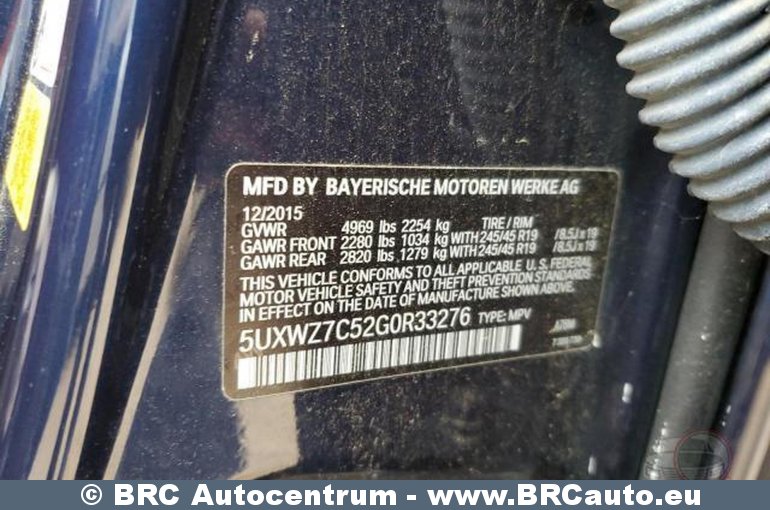 MFD BY BAYERISCHE MOTOREN WERKE AG
12/2015
GVWR 4969 lbs 2254 kg TIRE / RIM
GAWR FRONT 2280 lbs 1034 kg WITH 245/45 R19 /8.5J x 19
GAWR REAR 2820 lbs 1279 kg WITH 245/45 R19 /8.5J x 19
THIS VEHICLE CONFORMS TO ALL APPLICABLE U. S. FEDERAL
MOTOR VEHICLE SAFETY AND THEFT PREVENTION STANDARDS
IN EFFECT ON THE DATE OF MANUFACTURE SHOWN ABOVE.
5UXWZ7C52G0R33276 TYPE: MPV
© BRC Autocentrum - www.BRCauto.eu